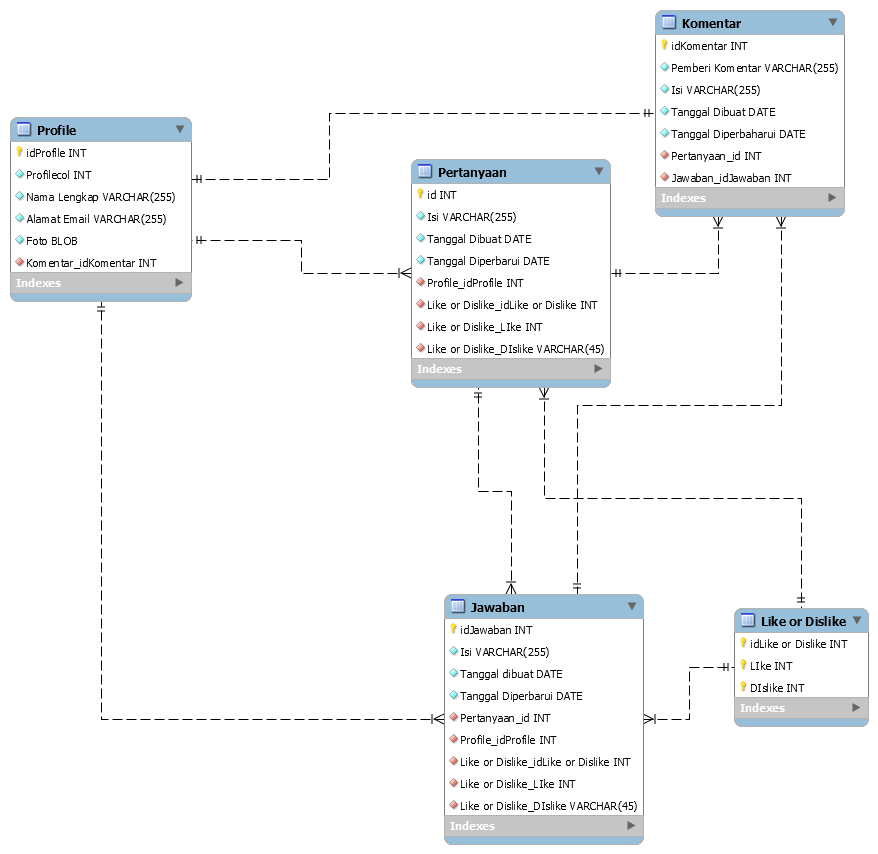 Profile
idProfile INT
Profilecol INT
Nama Lengkap VARCHAR(255)
Alamat Email VARCHAR(255)
Foto BLOB
Komentar_idKomentar INT
Indexes
Pertanyaan
id INT
Isi VARCHAR(255)
Tanggal Dibuat DATE
Tanggal Diperbarui DATE
Profile_idProfile INT
Like or Dislike_idLike or Dislike INT
Like or Dislike_LIke INT
Like or Dislike_DIslike VARCHAR(45)
Indexes
Komentar
idKomentar INT
Pemberi Komentar VARCHAR(255)
Isi VARCHAR(255)
Tanggal Dibuat DATE
Tanggal Diperbaharui DATE
Pertanyaan_id INT
Jawaban_idJawaban INT
Indexes
Jawaban
idJawaban INT
Isi VARCHAR(255)
Tanggal dibuat DATE
Tanggal Diperbarui DATE
Pertanyaan_id INT
Profile_idProfile INT
Like or Dislike_idLike or Dislike INT
Like or Dislike_LIke INT
Like or Dislike_DIslike VARCHAR(45)
Indexes
Like or Dislike
idLike or Dislike INT
LIke INT
DIslike INT
Indexes